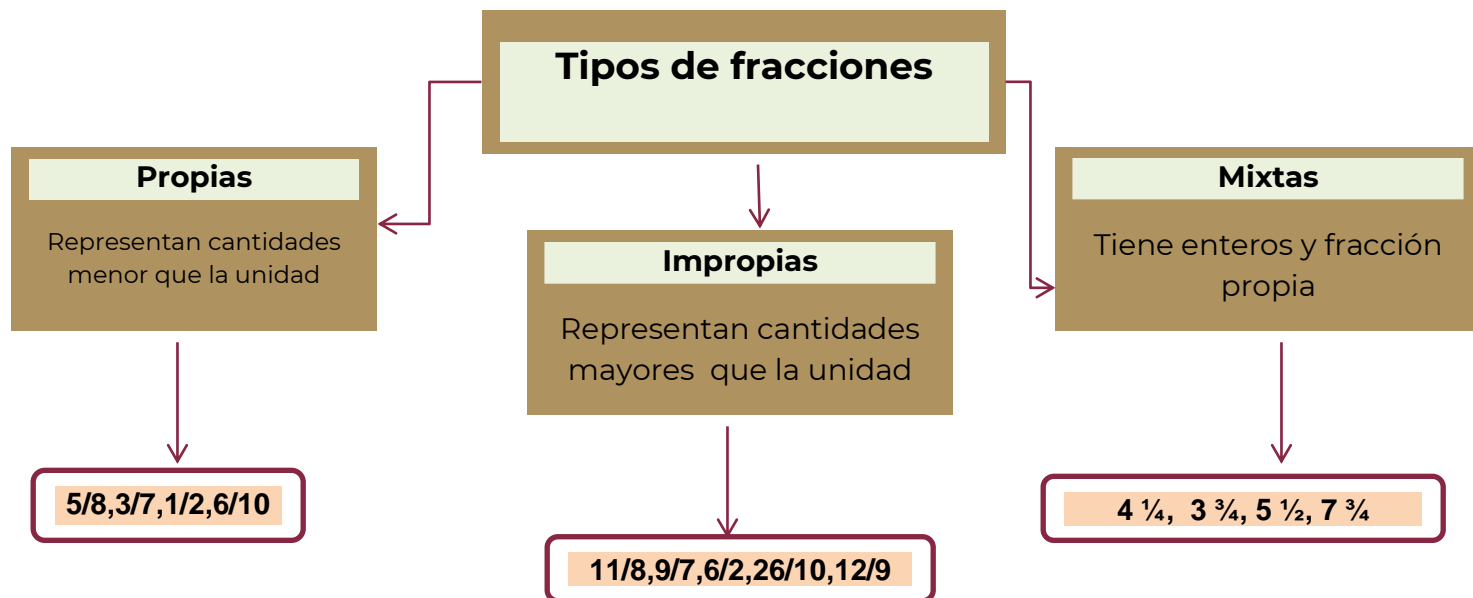 Tipos de fracciones
Propias
Representan cantidades
menor que la unidad
5/8,3/7,1/2,6/10
Impropias
Representan cantidades
mayores  que la unidad
11/8,9/7,6/2,26/10,12/9
Mixtas
Tiene enteros y fracción
propia
4 ¼,  3 ¾, 5 ½, 7 ¾